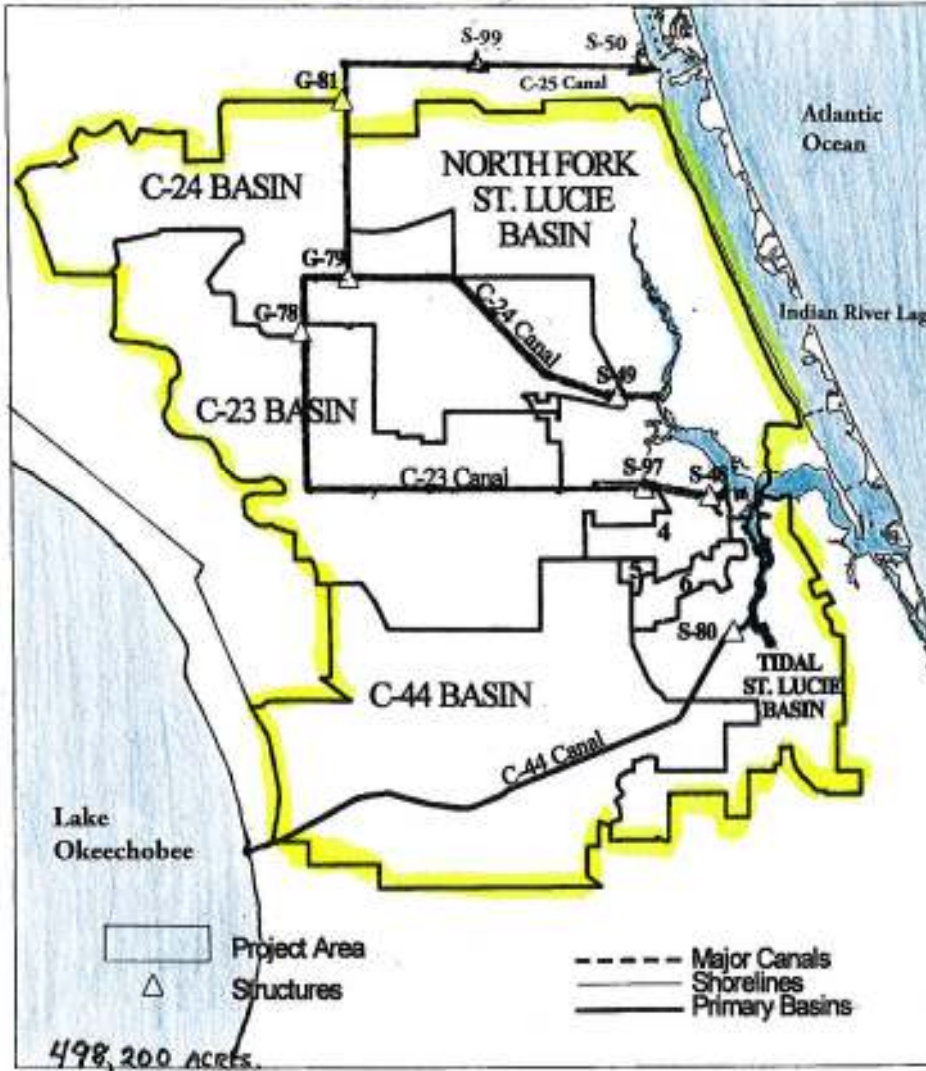 S-99
S-50
G-81
C-25 Canal
Atlantic
Ocean
NORTH FORK
ST. LUCIE
BASIN
C-24 BASIN
G-79
G-78
C-24 Canal
Indian River Lag
S-49
C-23 BASIN
C-23 Canal
S-97
S-48
4
5
6
S-80
TIDAL
ST. LUCIE
BASIN
C-44 BASIN
C-44 Canal
Lake
Okeechobee
Project Area
Structures
Major Canals
Shorelines
Primary Basins
498,200 ACRES.